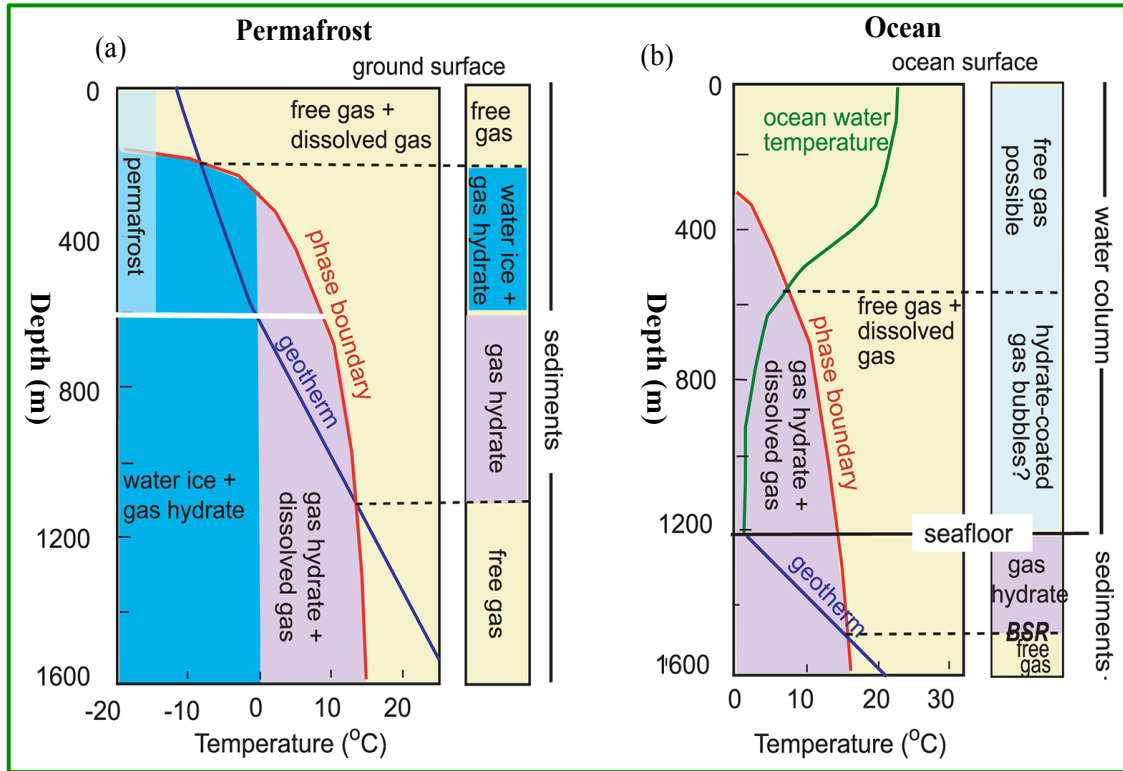 (a)
Permafrost
ground surface
0
400
800
1200
1600
Depth (m)
-20
-10
0
10
20
Temperature (°C)
permafrost
free gas +
dissolved gas
phase boundary
geotherm
water ice +
gas hydrate
gas hydrate +
dissolved gas
free
gas
water ice +
gas hydrate
gas hydrate
free gas
sediments
(b)
Ocean
ocean surface
0
400
800
1200
1600
Depth (m)
0
10
20
30
Temperature (°C)
ocean water
temperature
free gas +
dissolved
gas
phase boundary
gas hydrate +
dissolved gas
seafloor
geotherm
free gas
possible
hydrate-coated
gas bubbles?
gas
hydrate
BSR
free
gas
water column
sediments